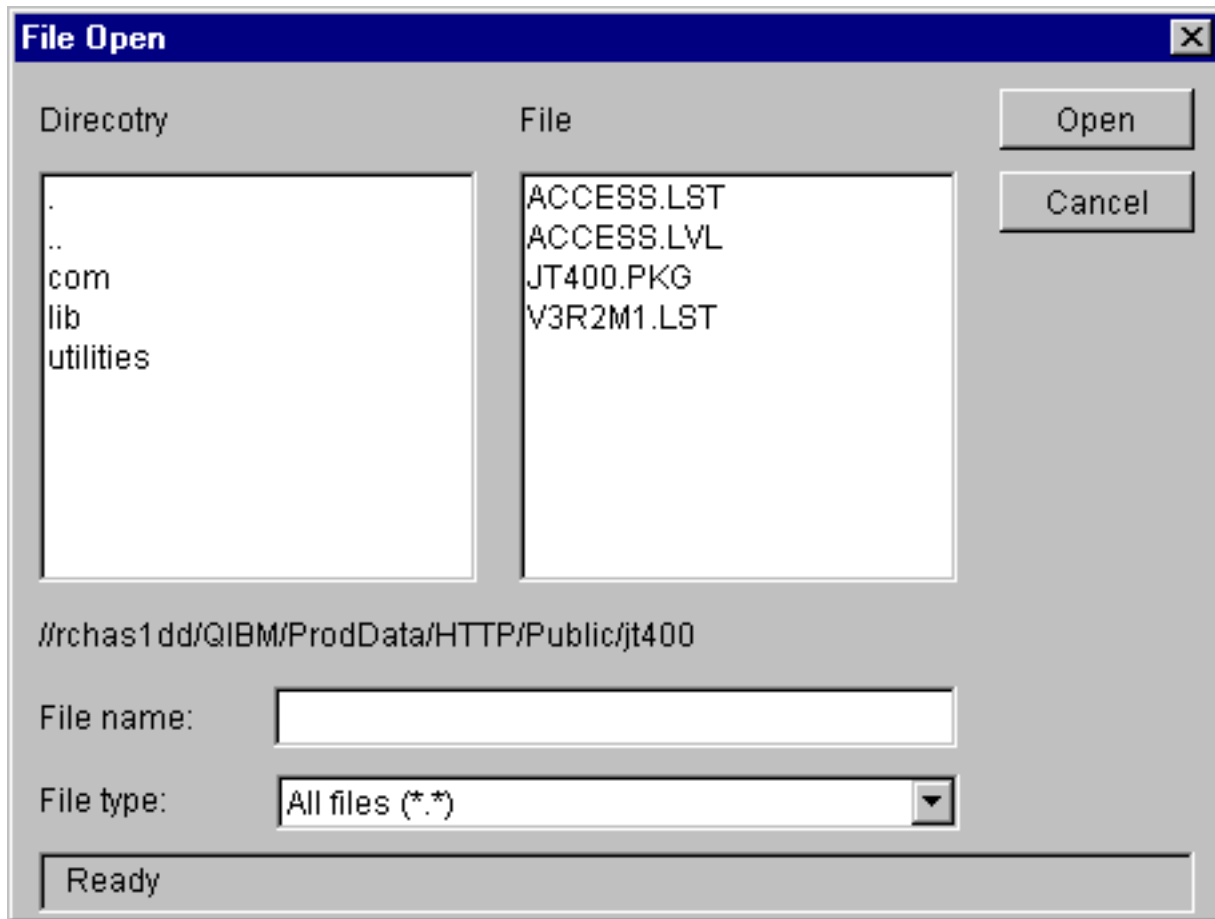 File Open
Direcotry
File
Open
Cancel
.
..
com
lib
utilities
ACCESS.LST
ACCESS.LVL
JT400.PKG
V3R2M1.LST
//rchas1dd/QIBM/ProdData/HTTP/Public/jt400
File name:
File type:
All files (*.*)
Ready